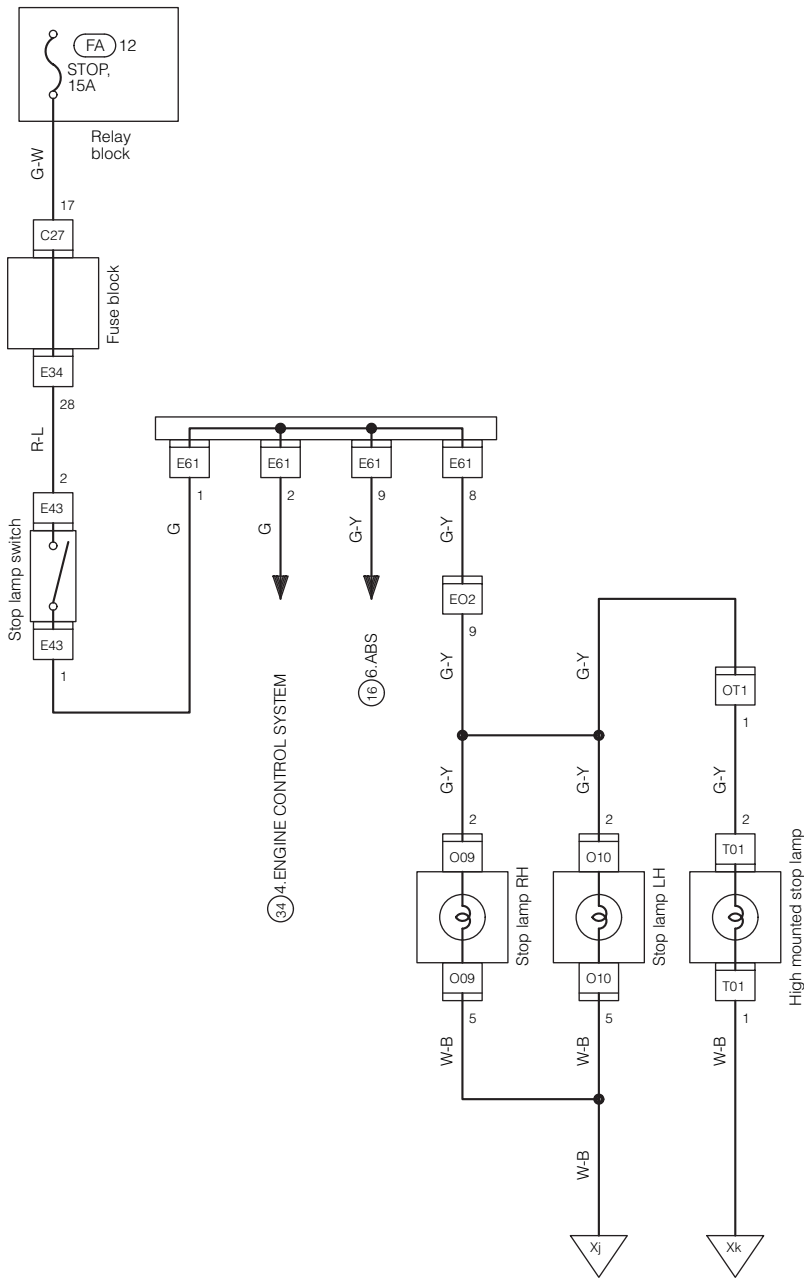 FA 12
STOP,
15A
Relay
block
G-W
17
C27
Fuse block
E34
28
R-L
2
E43
Stop lamp switch
E43
1
E61
E61
E61
E61
1
2
9
8
G
G
G-Y
G-Y
EO2
9
34 4.ENGINE CONTROL SYSTEM
16 6.ABS
G-Y
G-Y
OT1
1
G-Y
G-Y
G-Y
2
2
2
O09
O10
T01
Stop lamp RH
Stop lamp LH
High mounted stop lamp
O09
O10
T01
5
5
1
W-B
W-B
W-B
W-B
Xj
Xk